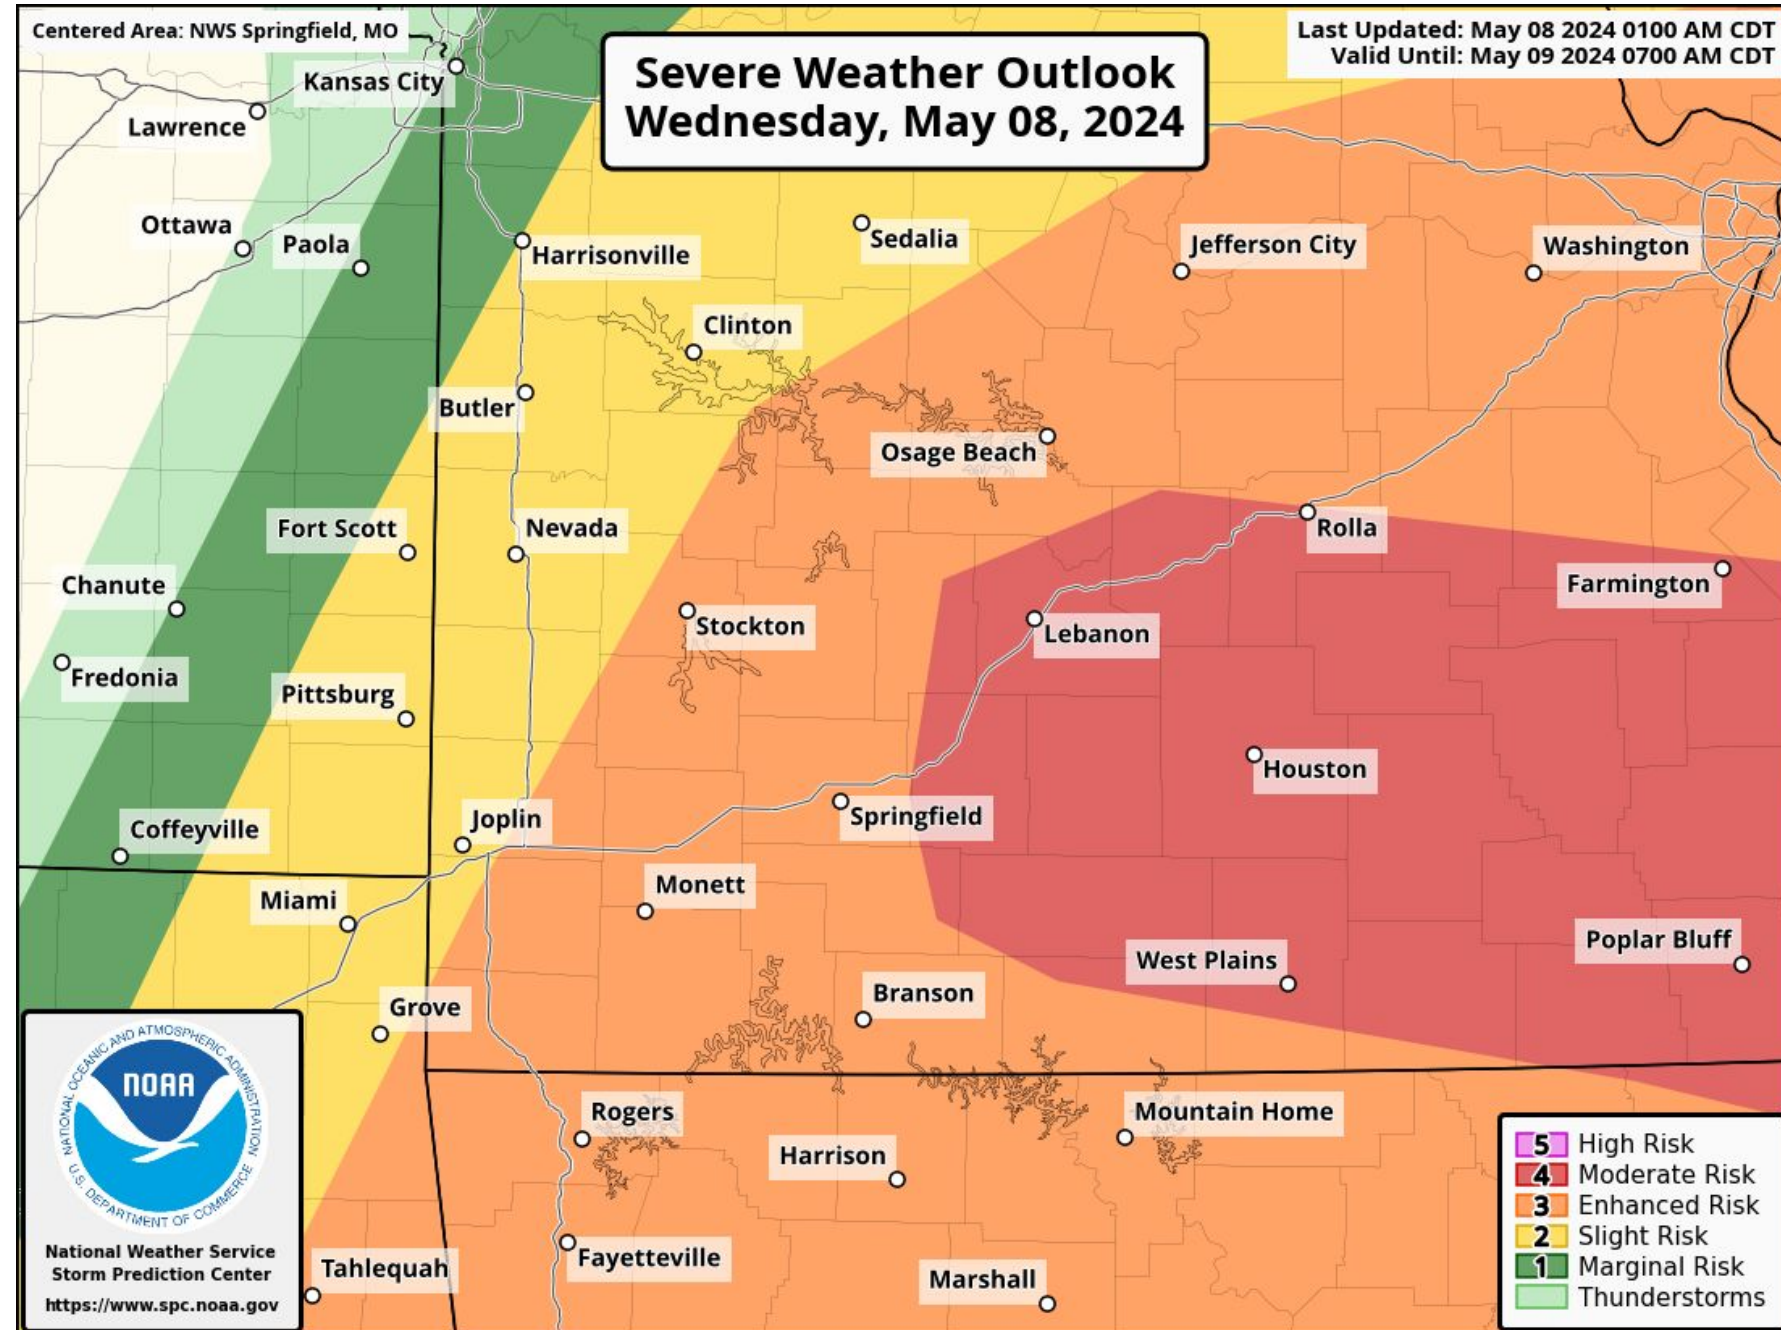 Centered Area: NWS Springfield, MO
Last Updated: May 08 2024 0100 AM CDT
Valid Until: May 09 2024 0700 AM CDT
Severe Weather Outlook
Wednesday, May 08, 2024
Kansas City
Lawrence
Ottawa
Paola
Harrisonville
Sedalia
Jefferson City
Washington
Clinton
Butler
Osage Beach
Fort Scott
Nevada
Rolla
Chanute
Farmington
Stockton
Lebanon
Fredonia
Pittsburg
Houston
Coffeyville
Joplin
Springfield
Miami
Monett
Poplar Bluff
West Plains
Grove
Branson
Rogers
Mountain Home
Harrison
Fayetteville
Tahlequah
Marshall
NATIONAL OCEANIC AND ATMOSPHERIC ADMINISTRATION
NOAA
U.S. DEPARTMENT OF COMMERCE
National Weather Service
Storm Prediction Center
https://www.spc.noaa.gov
5 High Risk
4 Moderate Risk
3 Enhanced Risk
2 Slight Risk
1 Marginal Risk
Thunderstorms